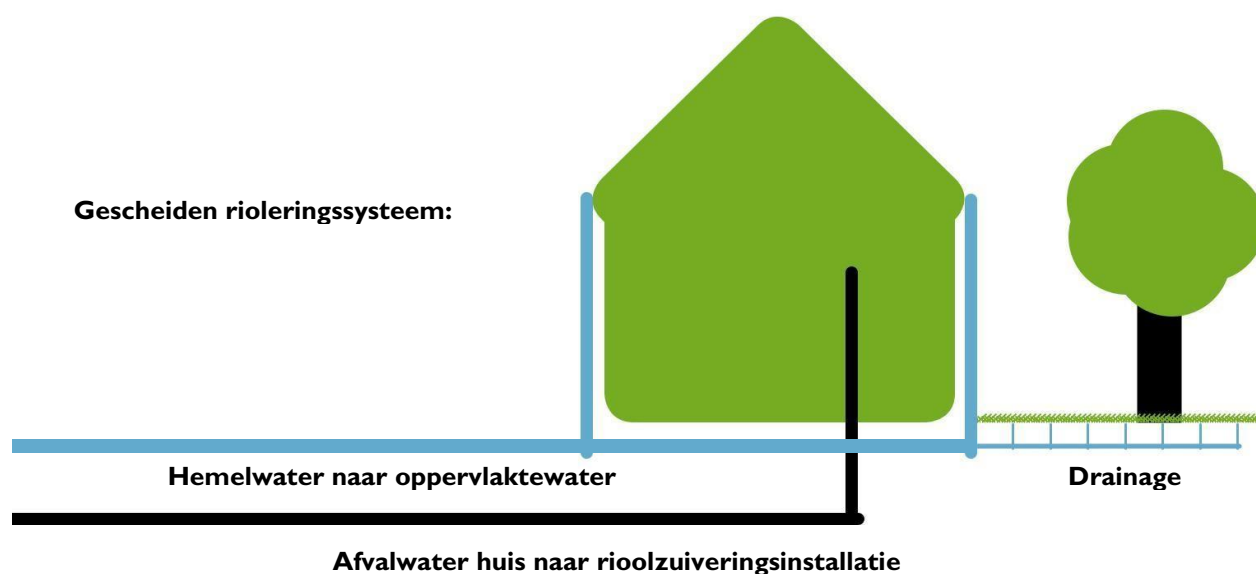 Gescheiden rioleringssysteem:
Hemelwater naar oppervlaktewater
Drainage
Afvalwater huis naar rioolzuiveringsinstallatie